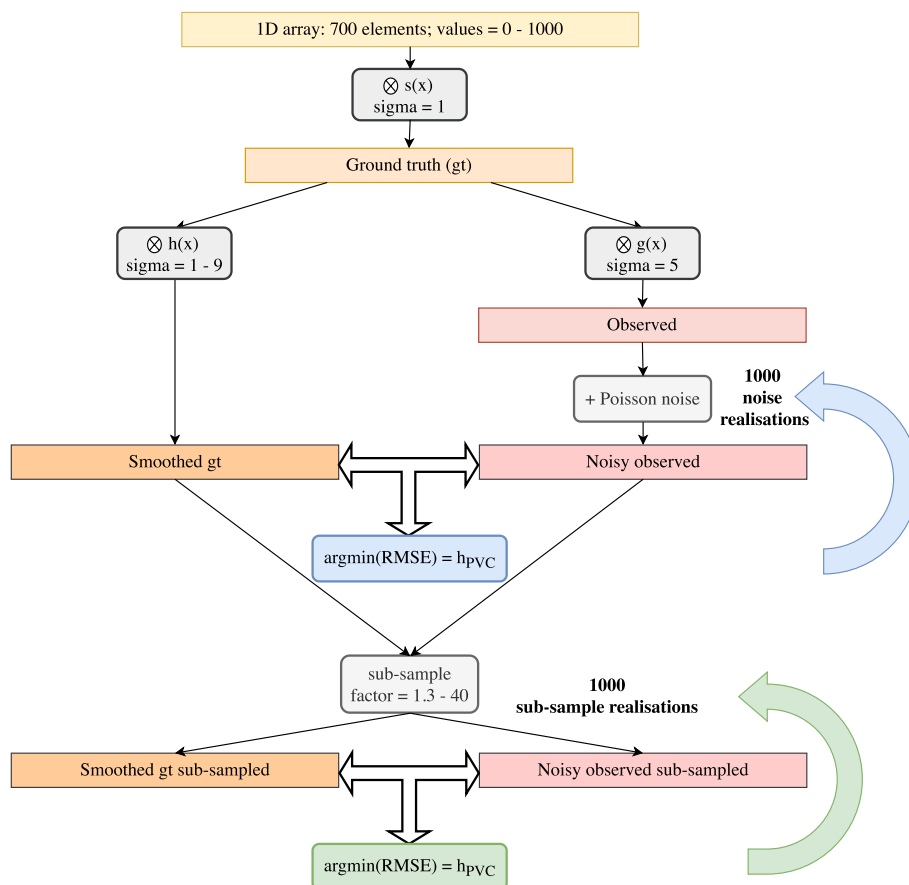 1D array: 700 elements; values = 0 - 1000
⊗ s(x)
sigma = 1
Ground truth (gt)
⊗ h(x)
sigma = 1 - 9
⊗ g(x)
sigma = 5
Observed
+ Poisson noise
1000
noise
realisations
Smoothed gt
Noisy observed
argmin(RMSE) = hPVC
sub-sample
factor = 1.3 - 40
1000
sub-sample realisations
Smoothed gt sub-sampled
Noisy observed sub-sampled
argmin(RMSE) = hPVC